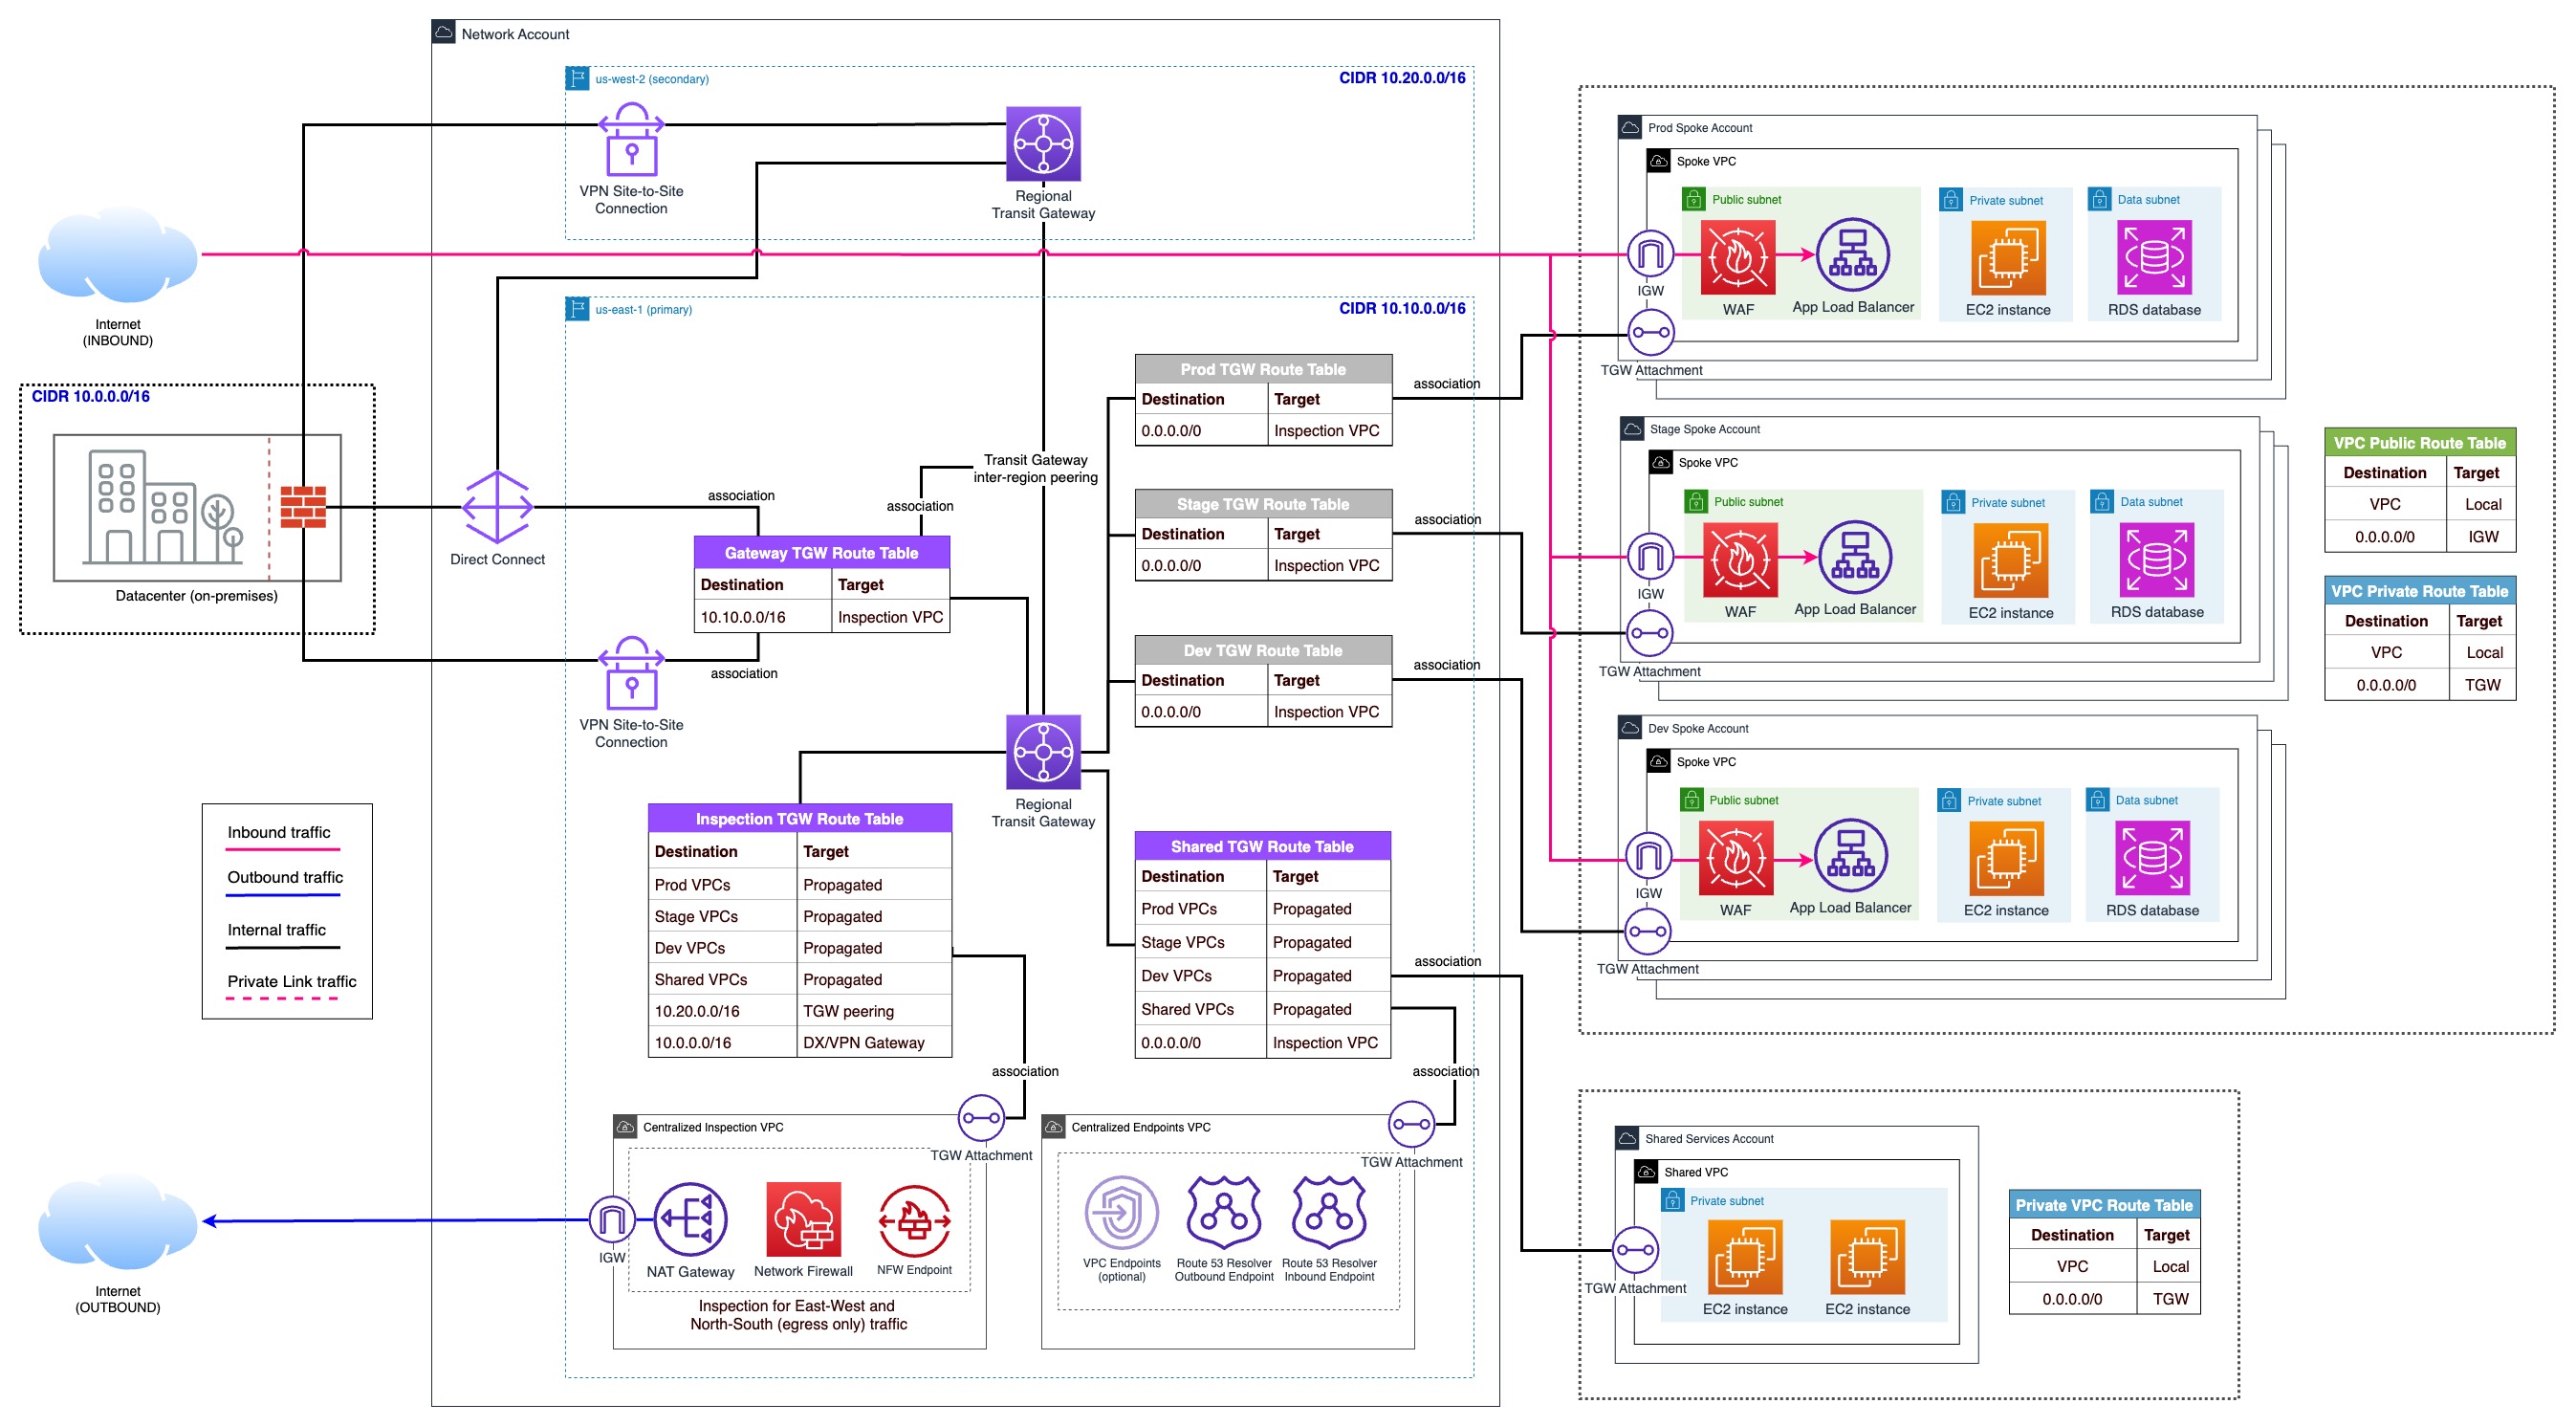 Network Account
us-west-2 (secondary)
CIDR 10.20.0.0/16
VPN Site-to-Site
Connection
Regional
Transit Gateway
Internet
(INBOUND)
CIDR 10.0.0.0/16
Datacenter (on-premises)
Direct Connect
us-east-1 (primary)
CIDR 10.10.0.0/16
association
association
Transit Gateway
inter-region peering
Gateway TGW Route Table
Destination Target
10.10.0.0/16 Inspection VPC
association
VPN Site-to-Site
Connection
Regional
Transit Gateway
Prod TGW Route Table
Destination Target
0.0.0.0/0 Inspection VPC
association
Stage TGW Route Table
Destination Target
0.0.0.0/0 Inspection VPC
association
Dev TGW Route Table
Destination Target
0.0.0.0/0 Inspection VPC
association
Inbound traffic
Outbound traffic
Internal traffic
Private Link traffic
Inspection TGW Route Table
Destination Target
Prod VPCs Propagated
Stage VPCs Propagated
Dev VPCs Propagated
Shared VPCs Propagated
10.20.0.0/16 TGW peering
10.0.0.0/16 DX/VPN Gateway
association
Shared TGW Route Table
Destination Target
Prod VPCs Propagated
Stage VPCs Propagated
Dev VPCs Propagated
Shared VPCs Propagated
0.0.0.0/0 Inspection VPC
association
association
Centralized Inspection VPC
TGW Attachment
IGW
NAT Gateway
Network Firewall
NFW Endpoint
Inspection for East-West and
North-South (egress only) traffic
Centralized Endpoints VPC
TGW Attachment
VPC Endpoints
(optional)
Route 53 Resolver
Outbound Endpoint
Route 53 Resolver
Inbound Endpoint
Internet
(OUTBOUND)
Prod Spoke Account
Spoke VPC
Public subnet
Private subnet
Data subnet
IGW
WAF
App Load Balancer
EC2 instance
RDS database
TGW Attachment
Stage Spoke Account
Spoke VPC
Public subnet
Private subnet
Data subnet
IGW
WAF
App Load Balancer
EC2 instance
RDS database
TGW Attachment
Dev Spoke Account
Spoke VPC
Public subnet
Private subnet
Data subnet
IGW
WAF
App Load Balancer
EC2 instance
RDS database
TGW Attachment
VPC Public Route Table
Destination Target
VPC Local
0.0.0.0/0 IGW
VPC Private Route Table
Destination Target
VPC Local
0.0.0.0/0 TGW
Shared Services Account
Shared VPC
Private subnet
TGW Attachment
EC2 instance
EC2 instance
Private VPC Route Table
Destination Target
VPC Local
0.0.0.0/0 TGW